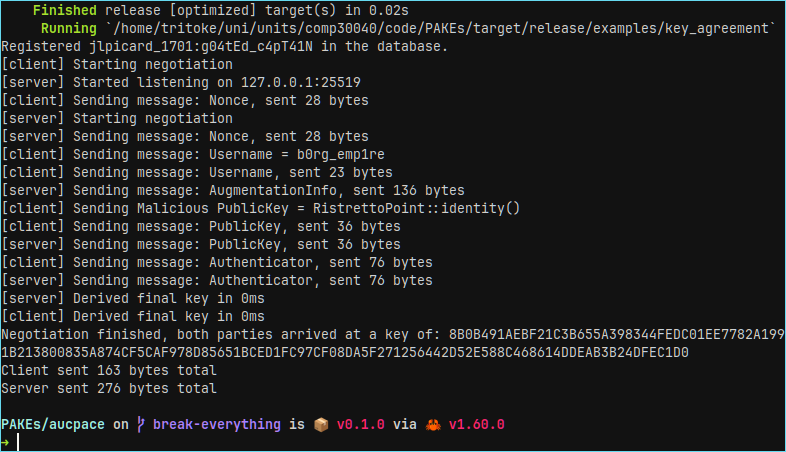 Finished release [optimized] target(s) in 0.02s
Running `/home/tritoke/uni/units/comp30040/code/PAKEs/target/release/examples/key_agreement`
Registered jlpicard_1701:g04tEd_c4pT41N in the database.
[client] Starting negotiation
[server] Started listening on 127.0.0.1:25519
[client] Sending message: Nonce, sent 28 bytes
[server] Starting negotiation
[server] Sending message: Nonce, sent 28 bytes
[client] Sending message: Username = b0rg_emp1re
[client] Sending message: Username, sent 23 bytes
[server] Sending message: AugmentationInfo, sent 136 bytes
[client] Sending Malicious PublicKey = RistrettoPoint::identity()
[client] Sending message: PublicKey, sent 36 bytes
[server] Sending message: PublicKey, sent 36 bytes
[client] Sending message: Authenticator, sent 76 bytes
[server] Sending message: Authenticator, sent 76 bytes
[server] Derived final key in 0ms
[client] Derived final key in 0ms
Negotiation finished, both parties arrived at a key of: 8B0B491AEBF21C3B655A398344FEDC01EE7782A199
1B213800835A874CF5CAF978D85651BCED1FC97CF08DA5F271256442D52E588C468614DDEAB3B24DFEC1D0
Client sent 163 bytes total
Server sent 276 bytes total
PAKEs/aucpace on break-everything is 📦 v0.1.0 via 🦀 v1.60.0
➜